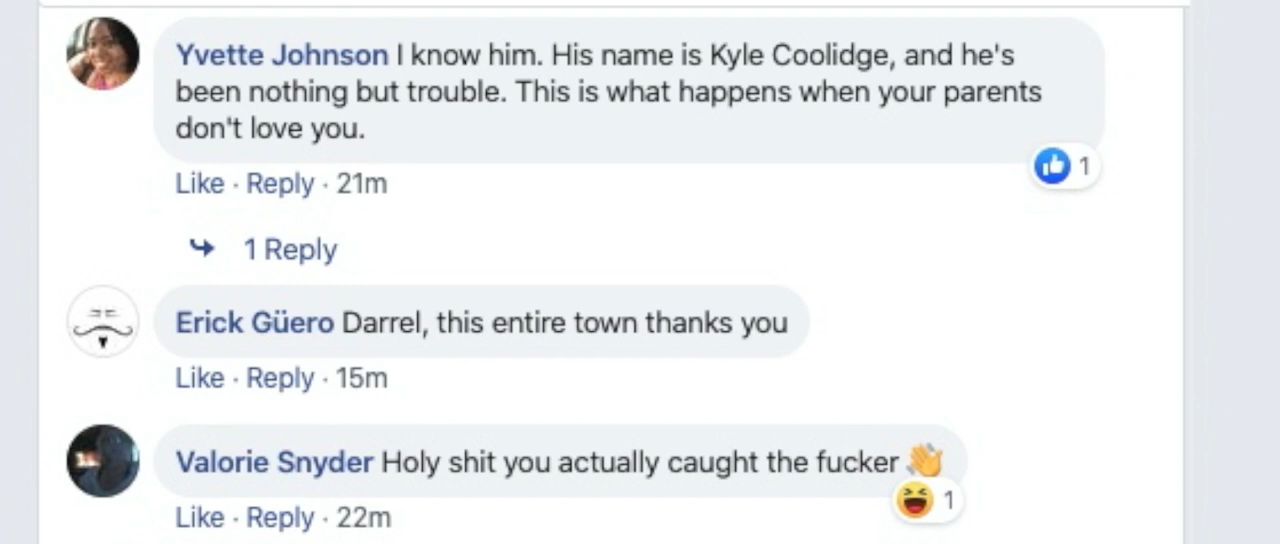 Yvette Johnson I know him. His name is Kyle Coolidge, and he's
been nothing but trouble. This is what happens when your parents
don't love you.
1
Like · Reply · 21m
1 Reply
Erick Güero Darrel, this entire town thanks you
Like · Reply · 15m
Valorie Snyder Holy shit you actually caught the fucker 👋
1
Like · Reply · 22m